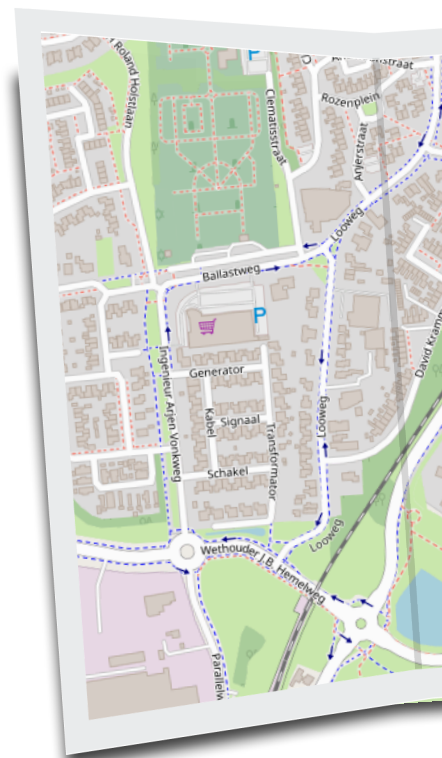 Roland Holstlaan
P
Clematisstraat
Rozenplein
Anjerstraat
Looweg
Ballastweg
P
Ingenieur Arjen Vonkweg
Generator
Kabel
Signaal
Transformator
Schakel
Looweg
David Kram
Looweg
Wethouder J.B. Hemelweg
Parallelw